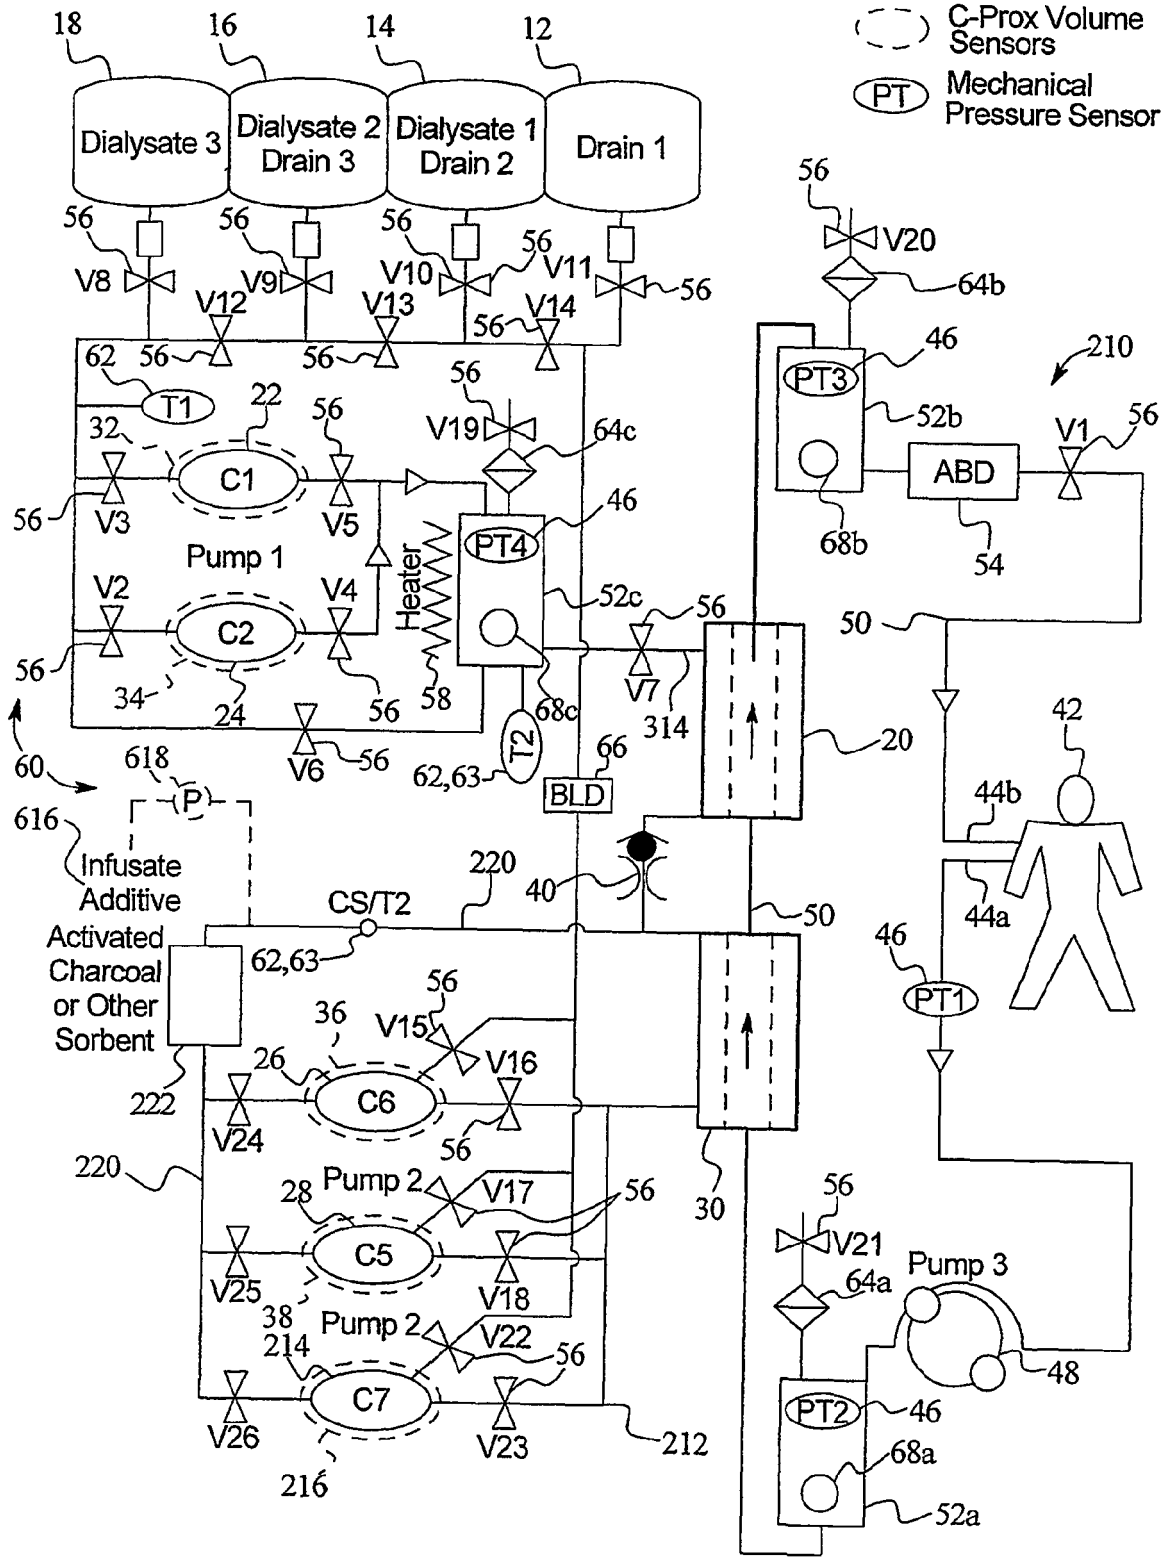 18
16
14
12
C-Prox Volume
Sensors
PT
Mechanical
Pressure Sensor
Dialysate 3
Dialysate 2
Drain 3
Dialysate 1
Drain 2
Drain 1
56
56
56
56
56
56
V8
V9
V10
V11
56
V20
64b
V12
V13
V14
56
56
56
62
T1
22
56
56
V19
64c
46
PT3
210
52b
V1
56
32
C1
ABD
56
V3
V5
46
68b
54
Pump 1
PT4
V2
V4
Heater
52c
56
50
C2
56
34
24
56
58
68c
V7
314
T2
V6
56
62,63
66
20
42
60
618
P
BLD
44b
616
Infusate
Additive
220
40
50
44a
CS/T2
Activated
Charcoal
or Other
Sorbent
62,63
46
PT1
56
36
V15
V16
26
C6
222
V24
56
220
Pump 2
V17
56
30
28
56
V21
C5
Pump 3
V25
V18
64a
38
Pump 2
214
V22
56
48
C7
PT2
46
V26
V23
212
68a
216
52a